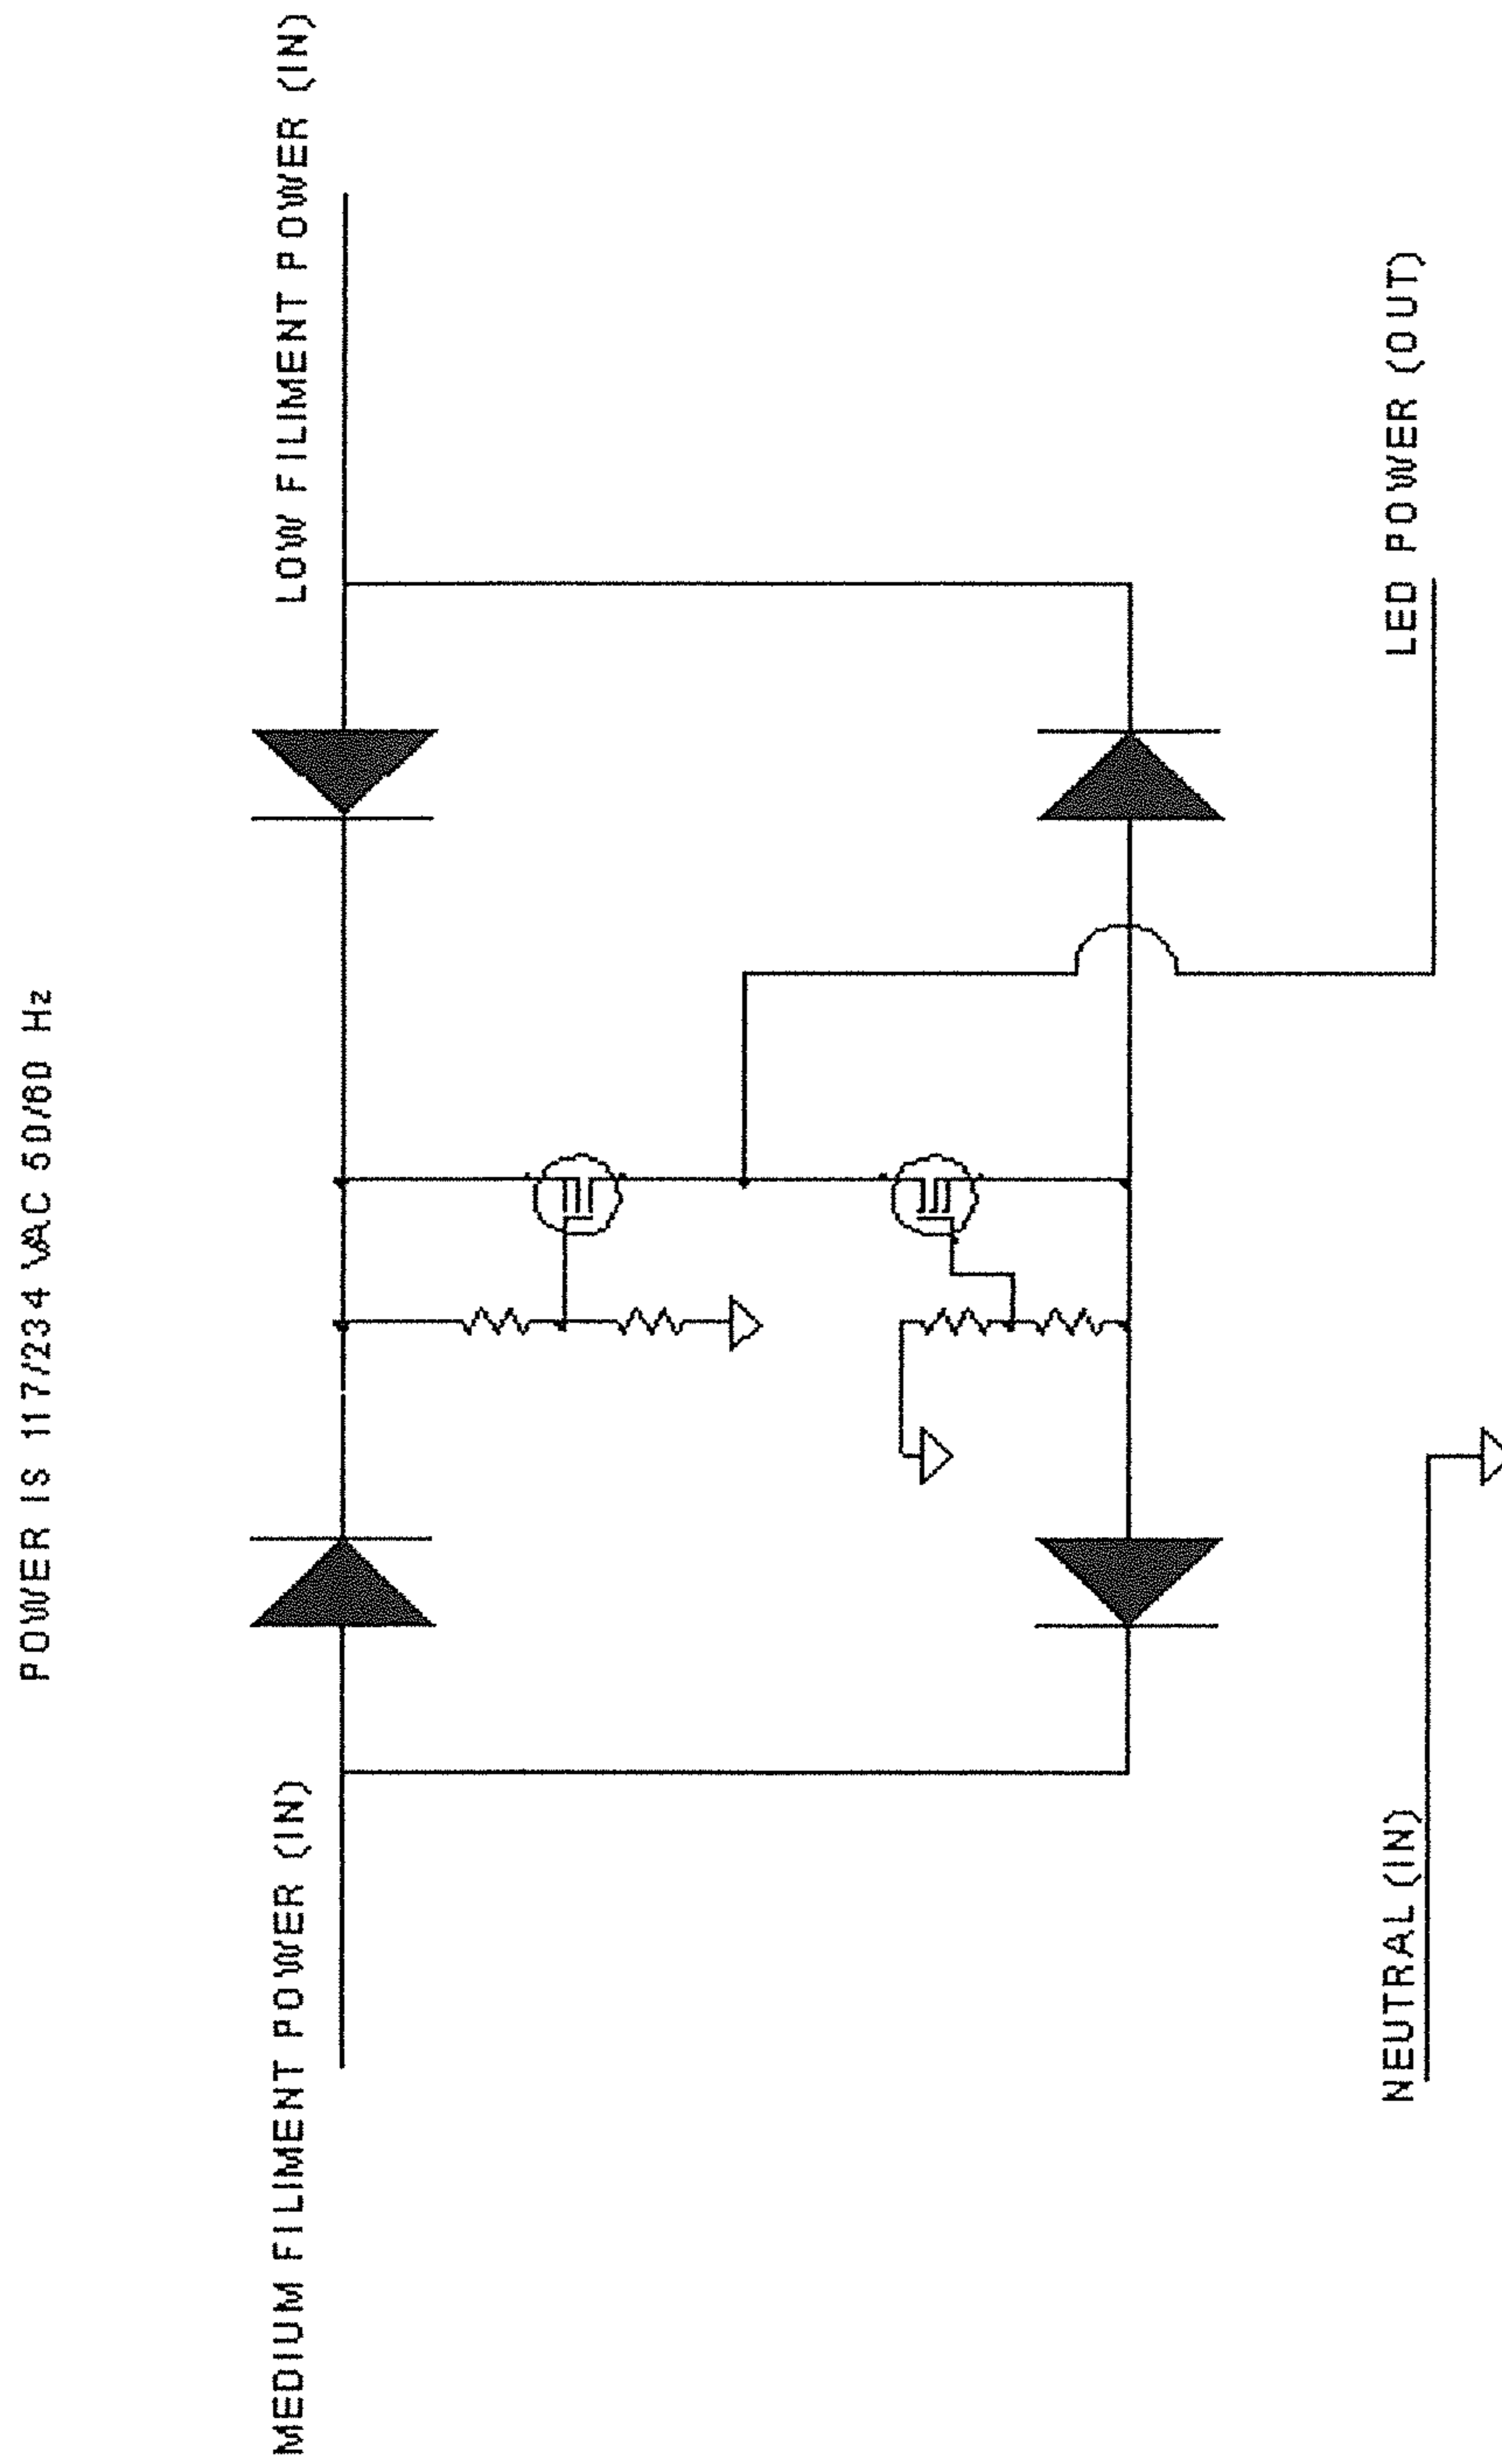 POWER IS 117/234 VAC 50/60 Hz
MEDIUM FILIMENT POWER (IN)
LOW FILIMENT POWER (IN)
NEUTRAL (IN)
LED POWER (OUT)